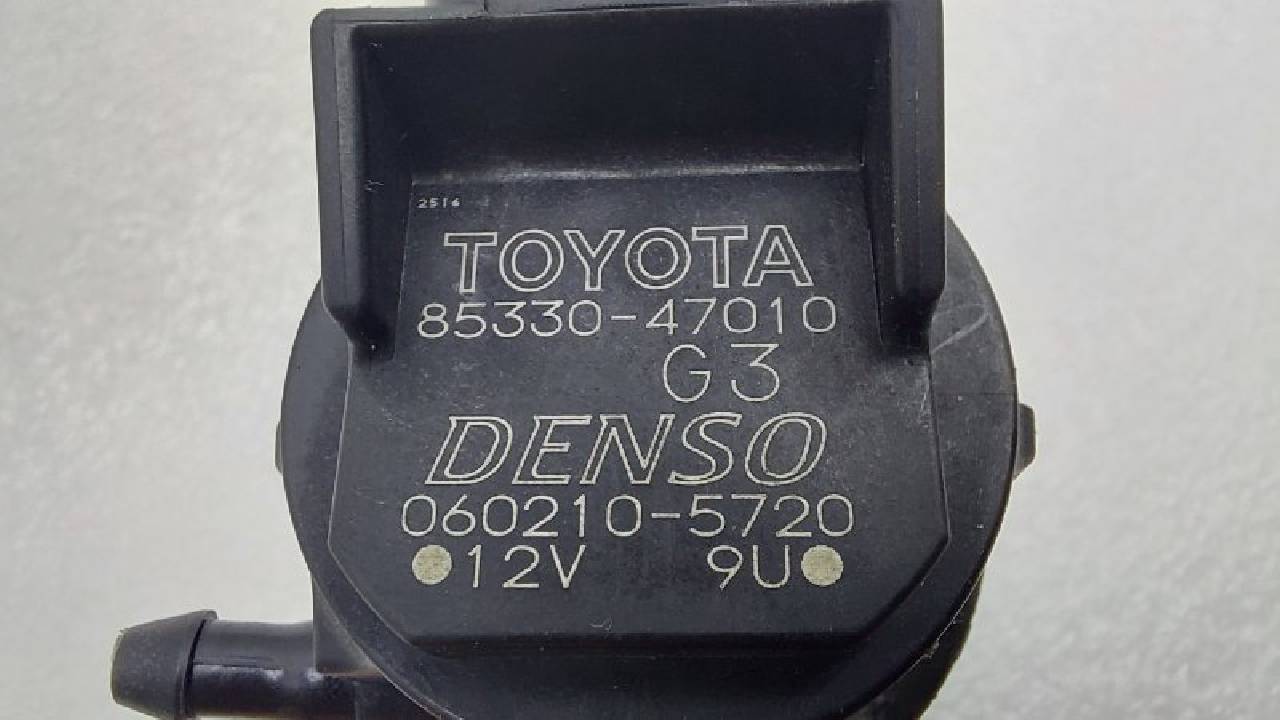 2516
TOYOTA
85330-47010
G3
DENSO
060210-5720
12V 9U